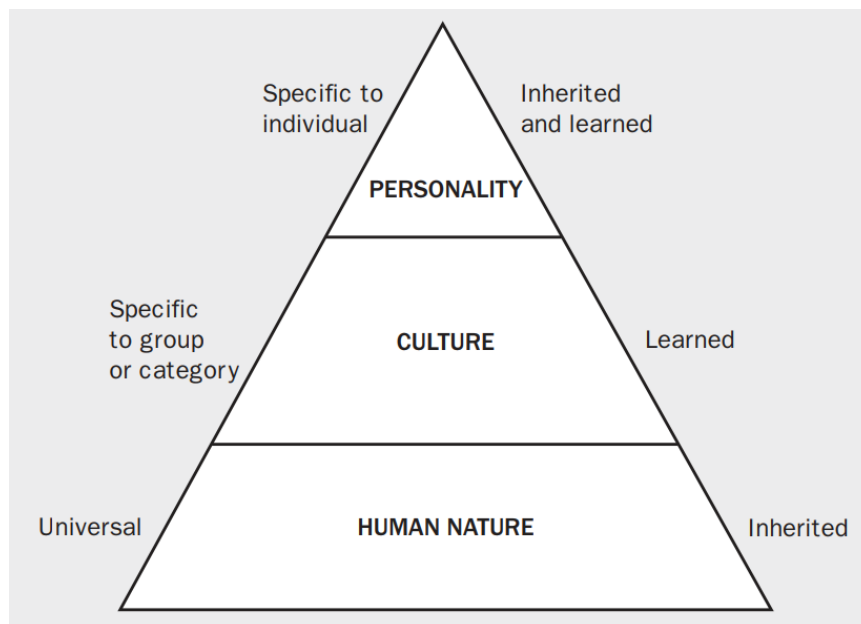 Specific to
individual
Inherited
and learned
PERSONALITY
Specific
to group
or category
CULTURE
Learned
Universal
HUMAN NATURE
Inherited